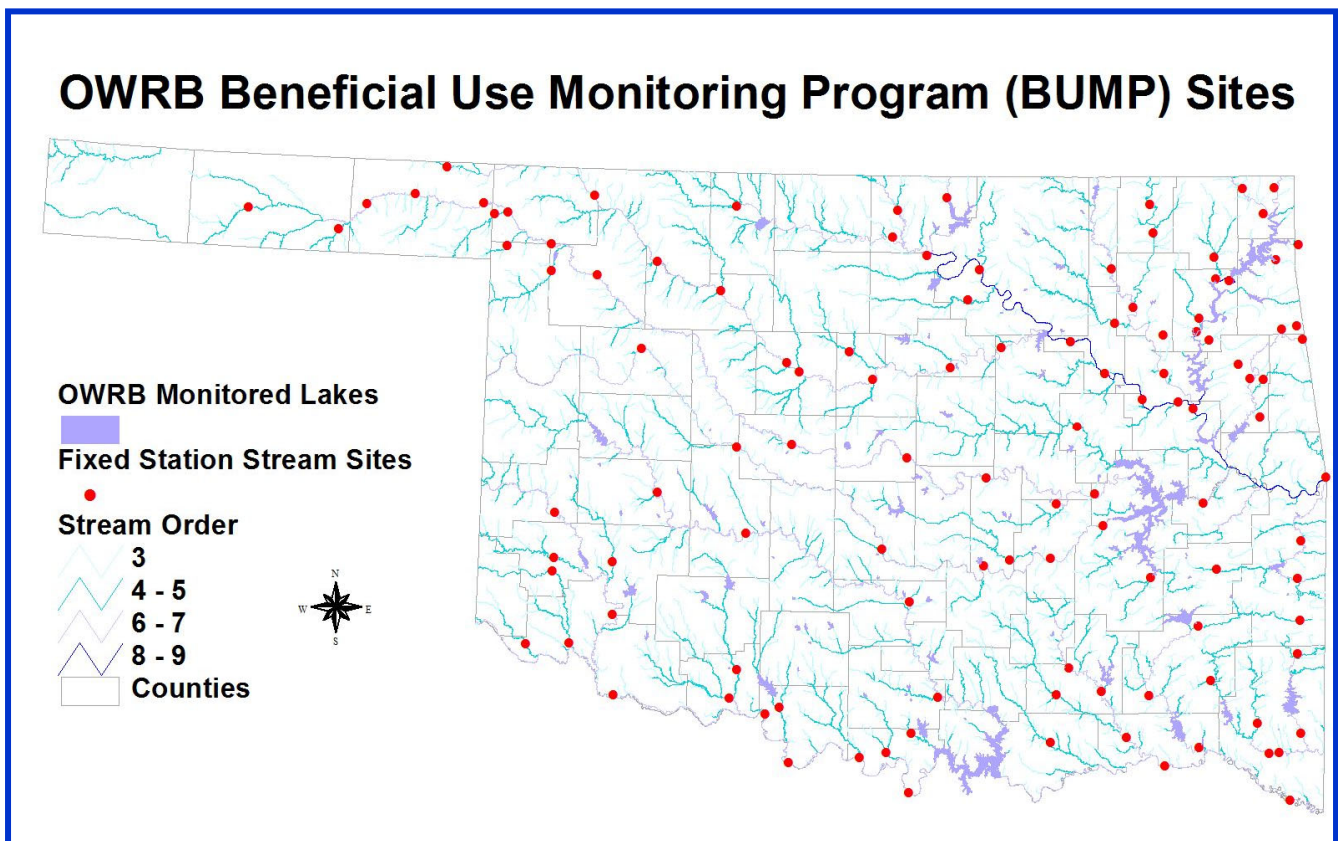 OWRB Beneficial Use Monitoring Program (BUMP) Sites
OWRB Monitored Lakes
Fixed Station Stream Sites
Stream Order
3
4 - 5
6 - 7
8 - 9
Counties
N
W E
S